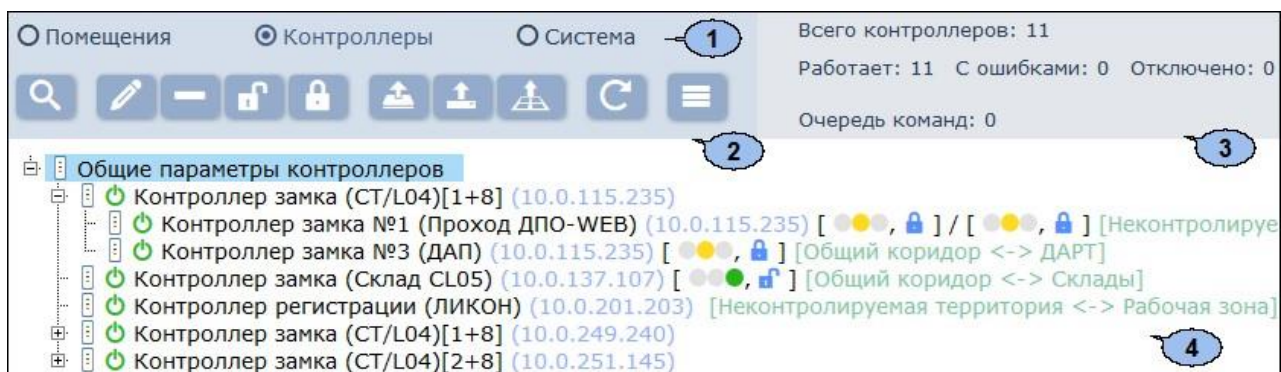 Помещения Контроллеры Система 1
Всего контроллеров: 11
Работает: 11 С ошибками: 0 Отключено: 0
Очередь команд: 0
2
3
Общие параметры контроллеров
Контроллер замка (CT/L04)[1+8] (10.0.115.235)
Контроллер замка №1 (Проход ДПО-WEB) (10.0.115.235) [ , ] / [ , ] [Неконтролируе
Контроллер замка №3 (ДАП) (10.0.115.235) [ , ] [Общий коридор <-> ДАРТ]
Контроллер замка (Склад CL05) (10.0.137.107) [ , ] [Общий коридор <-> Склады]
Контроллер регистрации (ЛИКОН) (10.0.201.203) [Неконтролируемая территория <-> Рабочая зона]
Контроллер замка (CT/L04)[1+8] (10.0.249.240)
Контроллер замка (CT/L04)[2+8] (10.0.251.145)
4